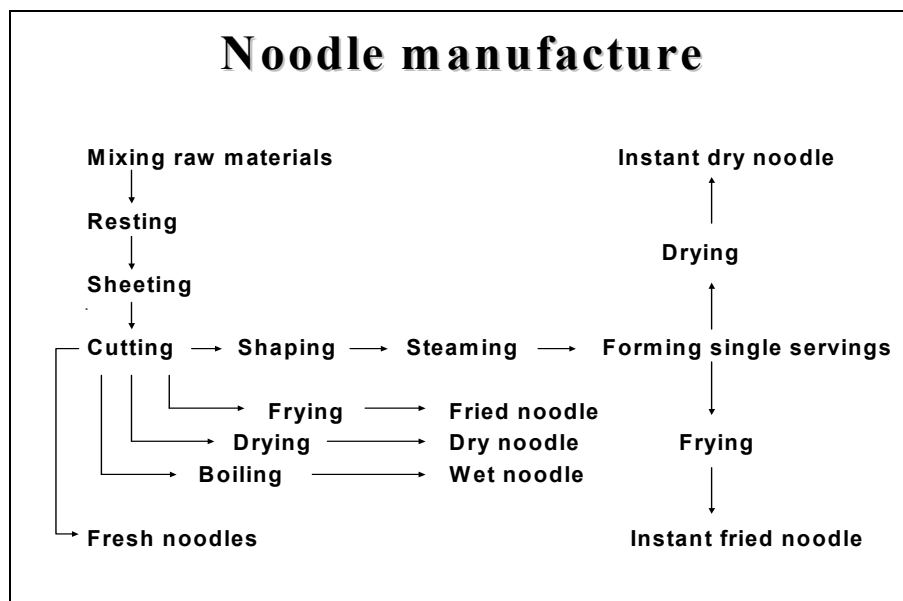 Noodle manufacture
Mixing raw materials
Instant dry noodle
Resting
Drying
Sheeting
Cutting
Shaping
Steaming
Forming single servings
Frying
Fried noodle
Drying
Dry noodle
Frying
Boiling
Wet noodle
Fresh noodles
Instant fried noodle